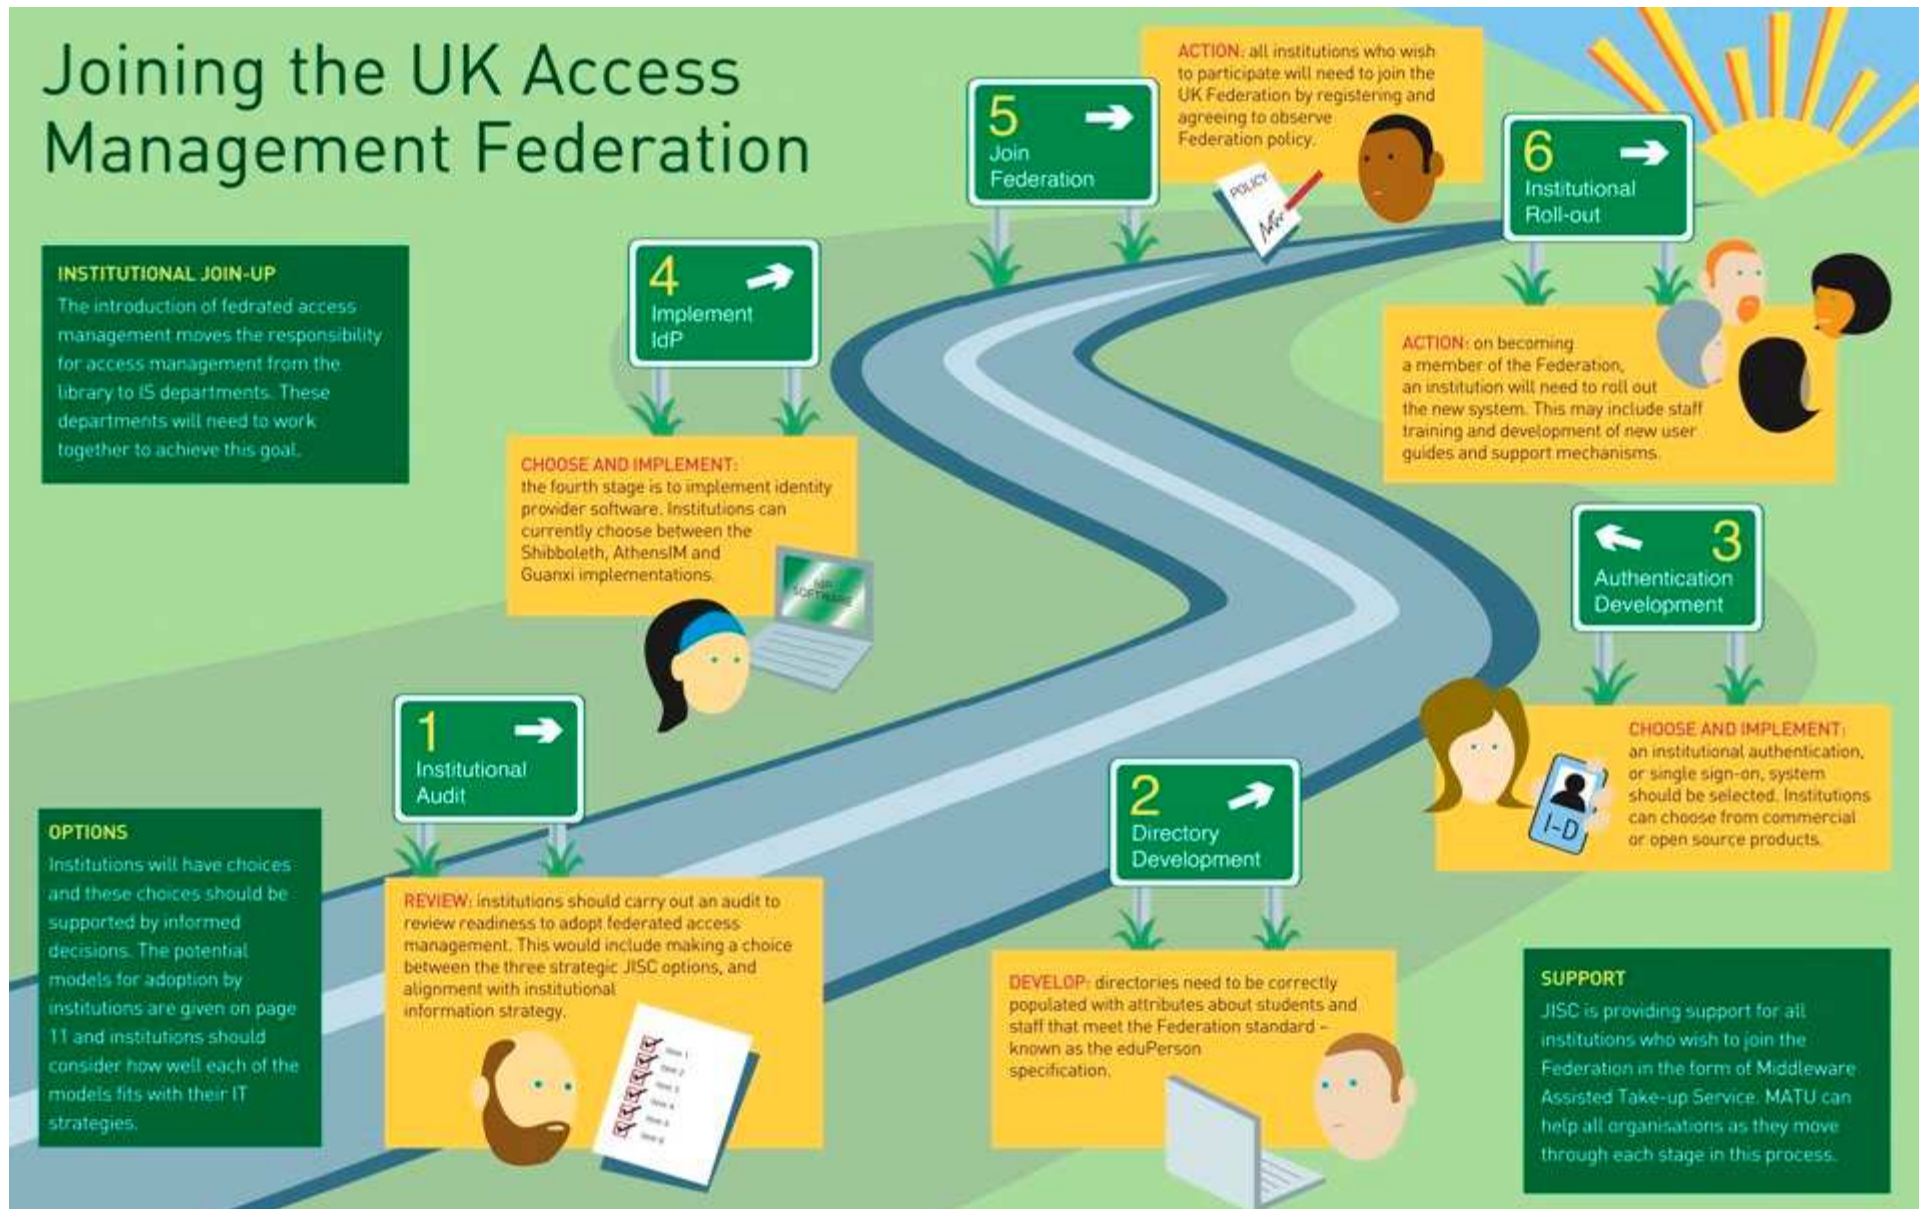 Joining the UK Access
Management Federation
INSTITUTIONAL JOIN-UP
The introduction of fedrated access
management moves the responsibility
for access management from the
library to IS departments. These
departments will need to work
together to achieve this goal.
OPTIONS
Institutions will have choices
and these choices should be
supported by informed
decisions. The potential
models for adoption by
institutions are given on page
11 and institutions should
consider how well each of the
models fits with their IT
strategies.
1
Institutional
Audit
REVIEW: institutions should carry out an audit to
review readiness to adopt federated access
management. This would include making a choice
between the three strategic JISC options, and
alignment with institutional
information strategy.
Item 1
Item 2
Item 3
Item 4
Item 5
Item 6
2
Directory
Development
DEVELOP: directories need to be correctly
populated with attributes about students and
staff that meet the Federation standard –
known as the eduPerson
specification.
3
Authentication
Development
CHOOSE AND IMPLEMENT:
an institutional authentication,
or single sign-on, system
should be selected. Institutions
can choose from commercial
or open source products.
I-D
4
Implement
IdP
CHOOSE AND IMPLEMENT:
the fourth stage is to implement identity
provider software. Institutions can
currently choose between the
Shibboleth, AthensIM and
Guanxi implementations.
IDP
SOFTWARE
5
Join
Federation
ACTION: all institutions who wish
to participate will need to join the
UK Federation by registering and
agreeing to observe
Federation policy.
POLICY
6
Institutional
Roll-out
ACTION: on becoming
a member of the Federation,
an institution will need to roll out
the new system. This may include staff
training and development of new user
guides and support mechanisms.
SUPPORT
JISC is providing support for all
institutions who wish to join the
Federation in the form of Middleware
Assisted Take-up Service. MATU can
help all organisations as they move
through each stage in this process.